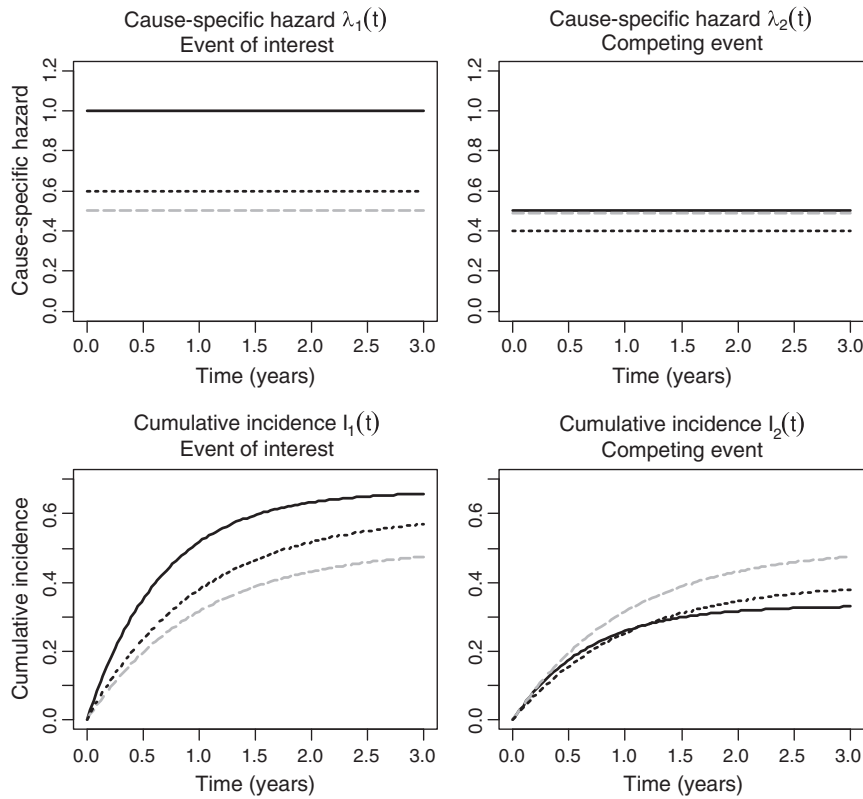 Cause-specific hazard λ₁(t)
Event of interest
Cause-specific hazard
1.2
1.0
0.8
0.6
0.4
0.2
0.0
0.0 0.5 1.0 1.5 2.0 2.5 3.0
Time (years)
Cause-specific hazard λ₂(t)
Competing event
1.2
1.0
0.8
0.6
0.4
0.2
0.0
0.0 0.5 1.0 1.5 2.0 2.5 3.0
Time (years)
Cumulative incidence I₁(t)
Event of interest
Cumulative incidence
0.6
0.4
0.2
0.0
0.0 0.5 1.0 1.5 2.0 2.5 3.0
Time (years)
Cumulative incidence I₂(t)
Competing event
0.6
0.4
0.2
0.0
0.0 0.5 1.0 1.5 2.0 2.5 3.0
Time (years)